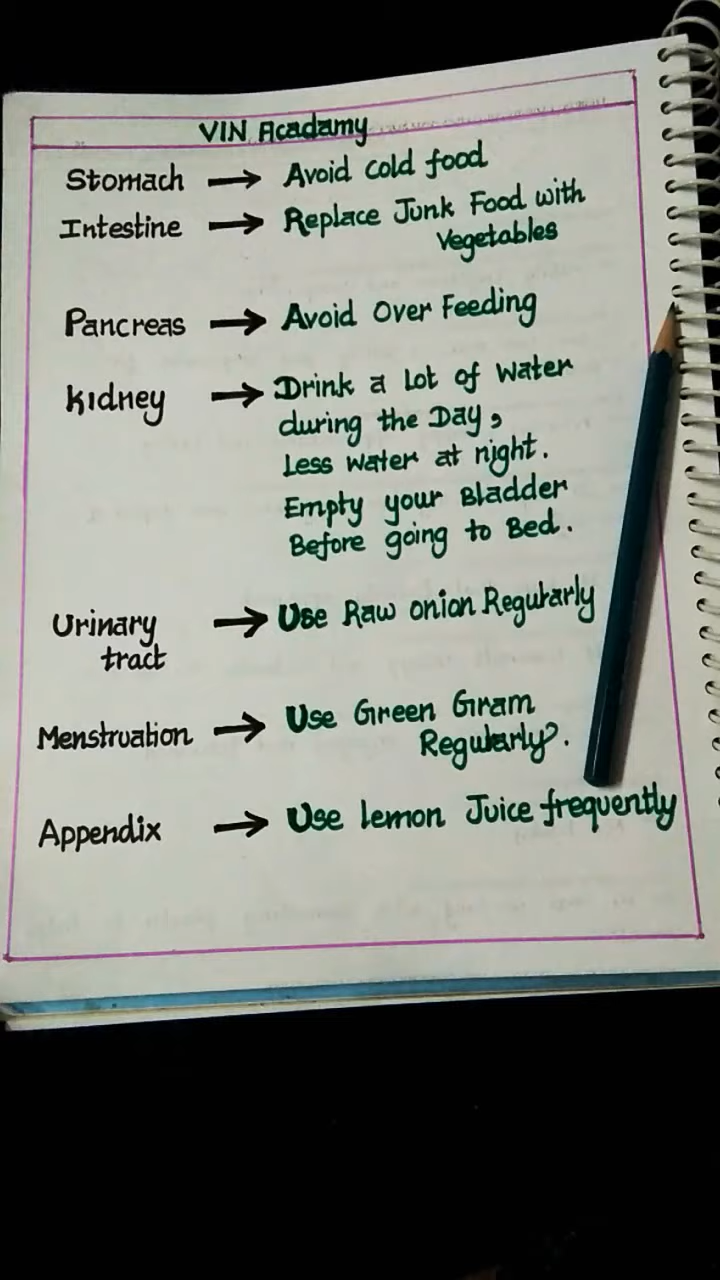 VIN Acadamy
Stomach → Avoid cold food
Intestine → Replace Junk Food with
Vegetables
Pancreas → Avoid Over Feeding
Kidney → Drink a Lot of Water
during the Day,
Less water at night.
Empty your Bladder
Before going to Bed.
Urinary → Use Raw onion Regularly
tract
Menstruation → Use Green Gram
Regularly.
Appendix → Use lemon Juice frequently